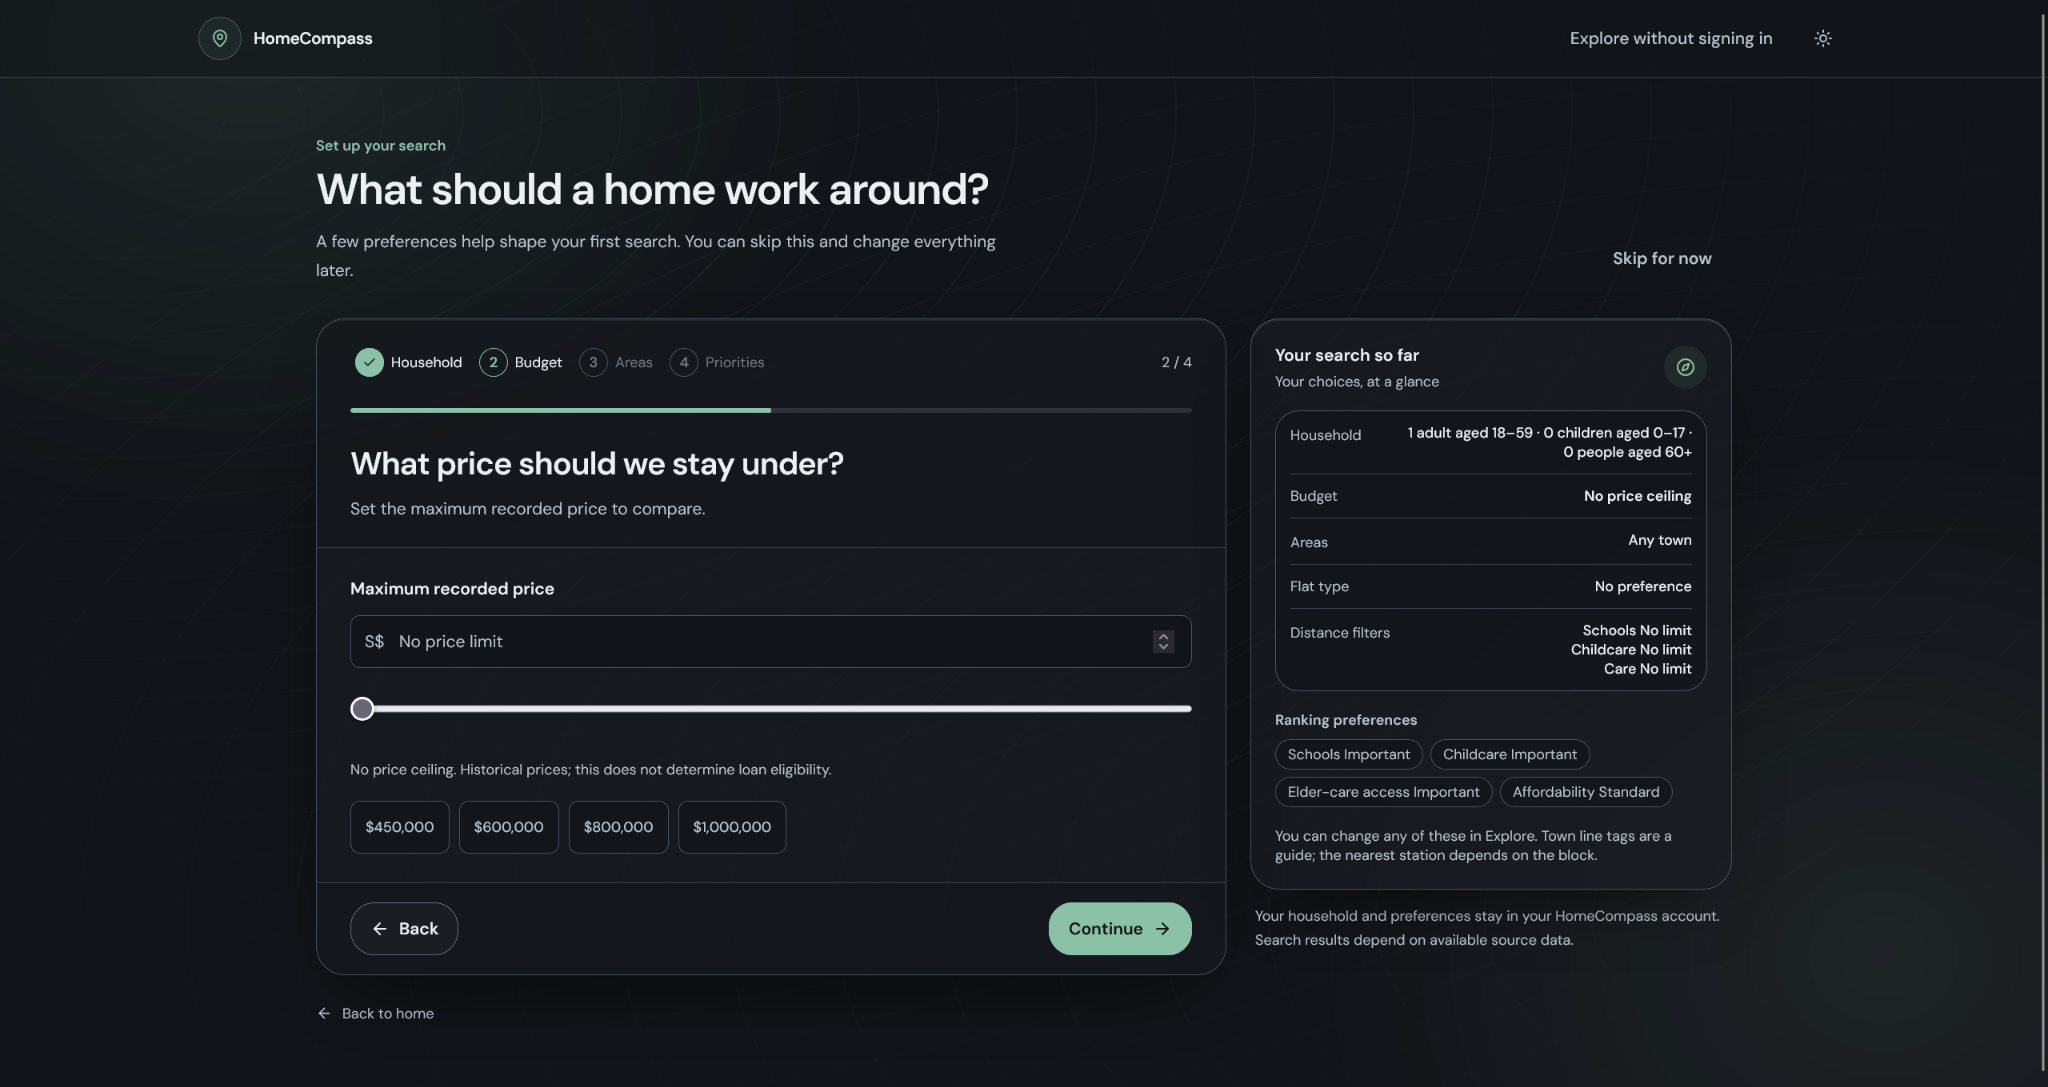 HomeCompass
Explore without signing in
Set up your search
What should a home work around?
A few preferences help shape your first search. You can skip this and change everything
later.
Skip for now
Household
2 Budget
3 Areas
4 Priorities
2 / 4
What price should we stay under?
Set the maximum recorded price to compare.
Maximum recorded price
S$ No price limit
No price ceiling. Historical prices; this does not determine loan eligibility.
$450,000
$600,000
$800,000
$1,000,000
Back
Continue
Your search so far
Your choices, at a glance
Household
1 adult aged 18–59 · 0 children aged 0–17 ·
0 people aged 60+
Budget
No price ceiling
Areas
Any town
Flat type
No preference
Distance filters
Schools No limit
Childcare No limit
Care No limit
Ranking preferences
Schools Important
Childcare Important
Elder-care access Important
Affordability Standard
You can change any of these in Explore. Town line tags are a
guide; the nearest station depends on the block.
Your household and preferences stay in your HomeCompass account.
Search results depend on available source data.
Back to home